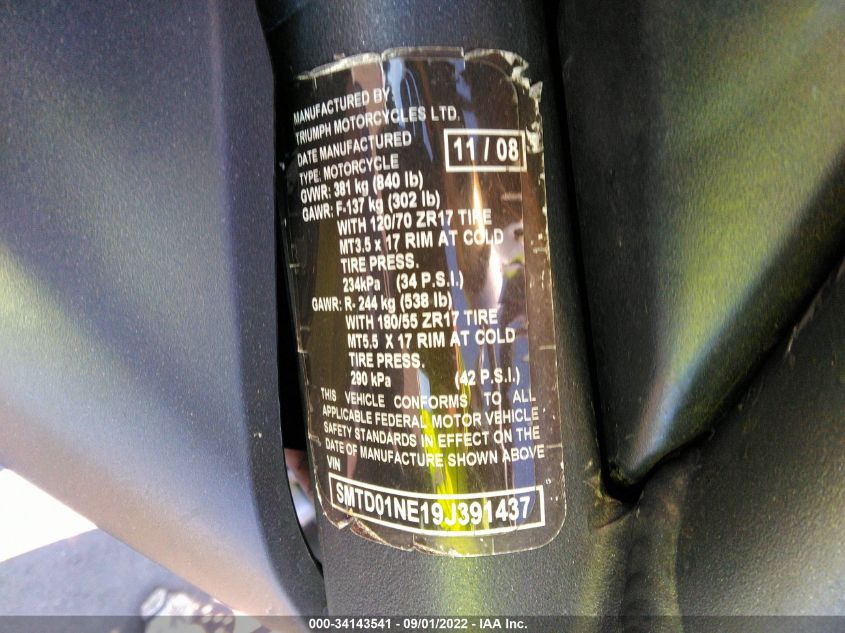 MANUFACTURED BY
TRIUMPH MOTORCYCLES LTD.
DATE MANUFACTURED
11 / 08
TYPE: MOTORCYCLE
GVWR: 381 kg (840 lb)
GAWR: F-137 kg (302 lb)
WITH 120/70 ZR17 TIRE
MT3.5 x 17 RIM AT COLD
TIRE PRESS.
234kPa (34 P.S.I.)
GAWR: R- 244 kg (538 lb)
WITH 180/55 ZR17 TIRE
MT5.5 X 17 RIM AT COLD
TIRE PRESS.
290 kPa (42 P.S.I.)
THIS VEHICLE CONFORMS TO ALL
APPLICABLE FEDERAL MOTOR VEHICLE
SAFETY STANDARDS IN EFFECT ON THE
DATE OF MANUFACTURE SHOWN ABOVE
VIN
SMTD01NE19J391437
000-34143541 - 09/01/2022 - IAA Inc.